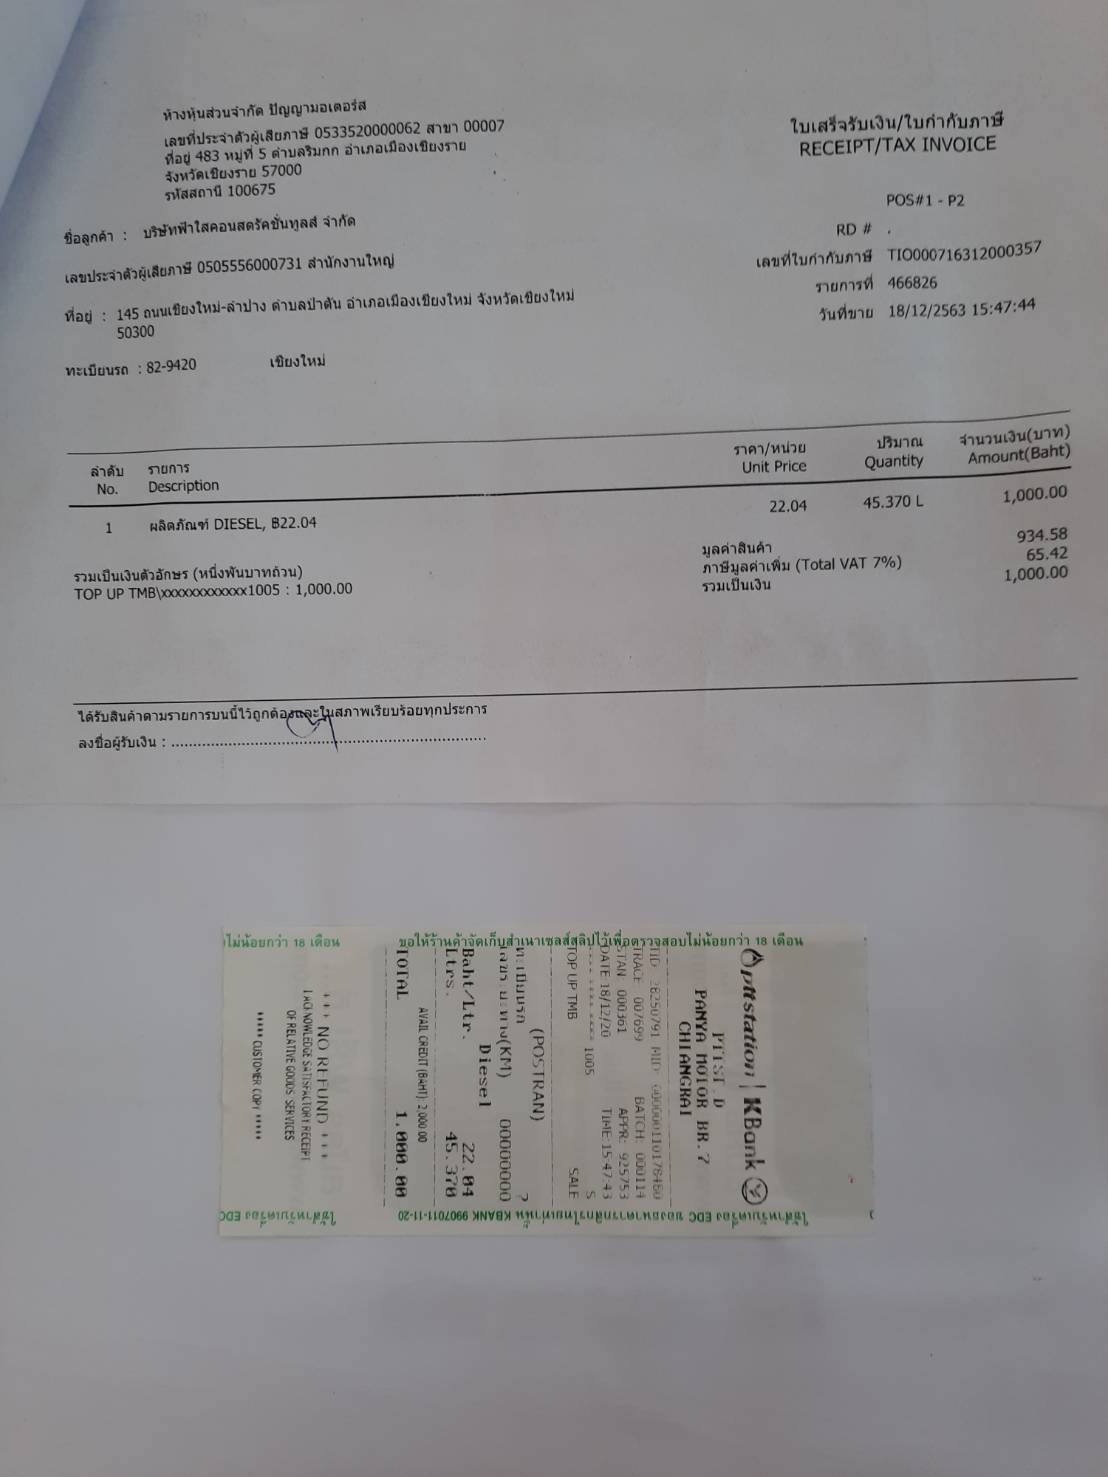 ห้างหุ้นส่วนจำกัด ปัญญามอเตอร์ส
เลขที่ประจำตัวผู้เสียภาษี 0533520000062 สาขา 00007
ที่อยู่ 483 หมู่ที่ 5 ตำบลริมกก อำเภอเมืองเชียงราย
จังหวัดเชียงราย 57000
รหัสสถานี 100675
ใบเสร็จรับเงิน/ใบกำกับภาษี
RECEIPT/TAX INVOICE
POS#1 - P2
RD # .
เลขที่ใบกำกับภาษี TIO000716312000357
รายการที่ 466826
วันที่ขาย 18/12/2563 15:47:44
ชื่อลูกค้า : บริษัทฟ้าใสคอนสตรัคชั่นทูลส์ จำกัด
เลขประจำตัวผู้เสียภาษี 0505556000731 สำนักงานใหญ่
ที่อยู่ : 145 ถนนเชียงใหม่-ลำปาง ตำบลป่าตัน อำเภอเมืองเชียงใหม่ จังหวัดเชียงใหม่
50300
ทะเบียนรถ : 82-9420 เชียงใหม่
ลำดับ รายการ ราคา/หน่วย ปริมาณ จำนวนเงิน(บาท)
No. Description Unit Price Quantity Amount(Baht)
1 ผลิตภัณฑ์ DIESEL, ฿22.04 22.04 45.370 L 1,000.00
มูลค่าสินค้า 934.58
รวมเป็นเงินตัวอักษร (หนึ่งพันบาทถ้วน) ภาษีมูลค่าเพิ่ม (Total VAT 7%) 65.42
TOP UP TMB\xxxxxxxxxxxx1005 : 1,000.00 รวมเป็นเงิน 1,000.00
ได้รับสินค้าตามรายการบนนี้ไว้ถูกต้องและในสภาพเรียบร้อยทุกประการ
ลงชื่อผู้รับเงิน :
ไม่น้อยกว่า 18 เดือน ขอให้ร้านค้าจัดเก็บสำเนาเซลส์สลิปไว้เพื่อตรวจสอบไม่น้อยกว่า 18 เดือน
pttstation | KBank
PTTST.D
PANYA MOTOR BR.7
CHIANGRAI
TID: 28250791 MID: 000000110178480
TRACE: 007699 BATCH: 000114
STAN: 000361 APPR: 925753
DATE 18/12/20 TIME:15:47:43
**** **** **** 1005 S
TOP UP TMB SALE
(POSTRAN)
ทะเบียนรถ ?
เลขระยะทาง(KM) 00000000
Diesel
Baht/Ltr. 22.04
Ltrs. 45.370
AVAIL CREDIT (BAHT): 2,000.00
TOTAL 1,000.00
*** NO REFUND ***
I ACKNOWLEDGE SATISFACTORY RECEIPT
OF RELATIVE GOODS SERVICES
***** CUSTOMER COPY *****
ใช้สำหรับเครื่อง EDC ของธนาคารกสิกรไทยเท่านั้น KBANK 9907011-11-20 ใช้สำหรับเครื่อง EDC